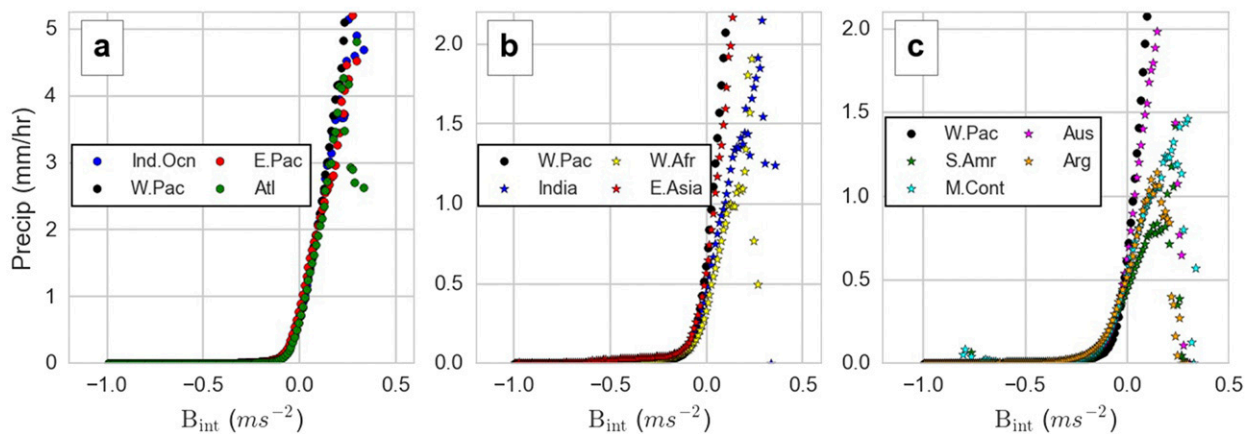 a
5
4
3
2
1
0
Precip (mm/hr)
Ind.Ocn E.Pac
W.Pac Atl
−1.0 −0.5 0.0 0.5
B_int (ms⁻²)
b
2.0
1.5
1.0
0.5
0.0
W.Pac W.Afr
India E.Asia
−1.0 −0.5 0.0 0.5
B_int (ms⁻²)
c
2.0
1.5
1.0
0.5
0.0
W.Pac Aus
S.Amr Arg
M.Cont
−1.0 −0.5 0.0 0.5
B_int (ms⁻²)